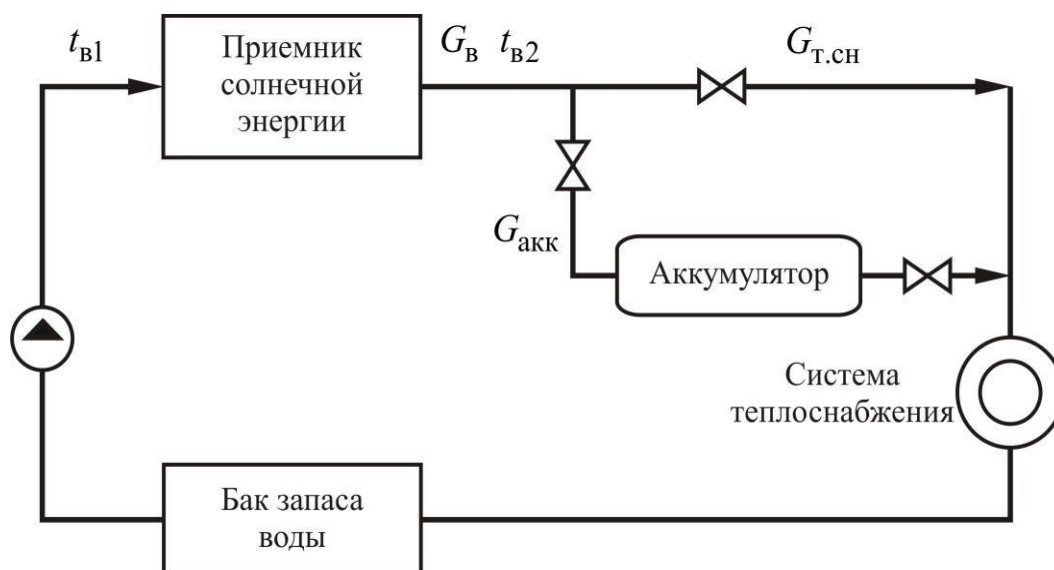 t_в1
Приемник
солнечной
энергии
G_в t_в2
G_т.сн
G_акк
Аккумулятор
Система
теплоснабжения
Бак запаса
воды